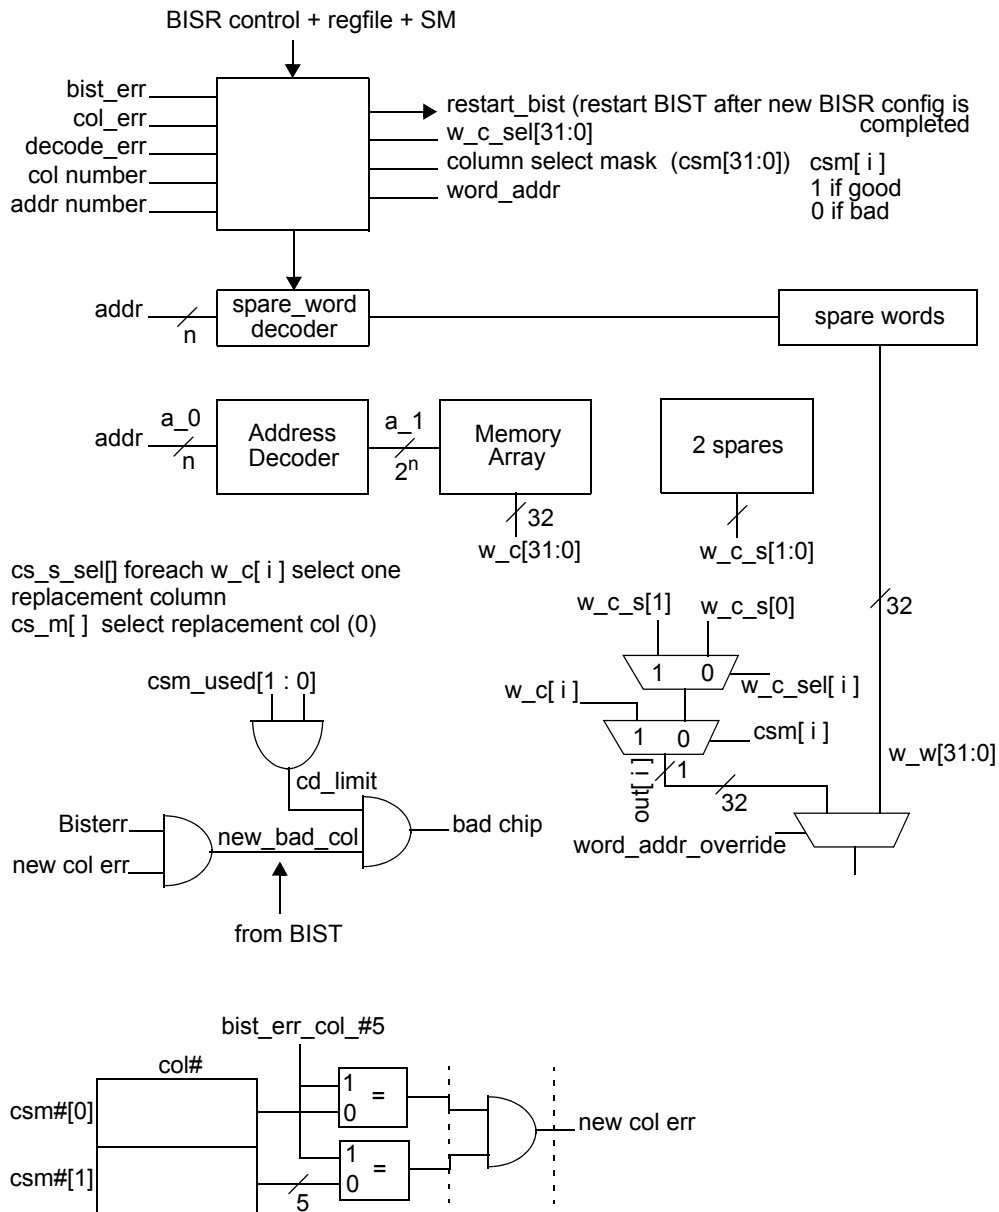 BISR control + regfile + SM
bist_err
col_err
decode_err
col number
addr number
restart_bist (restart BIST after new BISR config is
completed
w_c_sel[31:0]
column select mask (csm[31:0]) csm[ i ]
word_addr
1 if good
0 if bad
addr
n
spare_word
decoder
spare words
addr
a_0
n
Address
Decoder
a_1
2ⁿ
Memory
Array
2 spares
32
w_c[31:0]
w_c_s[1:0]
cs_s_sel[] foreach w_c[ i ] select one
replacement column
cs_m[ ] select replacement col (0)
32
w_c_s[1]
w_c_s[0]
1 0
w_c_sel[ i ]
w_c[ i ]
1 0
csm[ i ]
out[ i ]
1
32
w_w[31:0]
word_addr_override
csm_used[1 : 0]
cd_limit
Bisterr
new col err
new_bad_col
bad chip
from BIST
bist_err_col_#5
col#
csm#[0]
csm#[1]
1
0
=
1
0
=
5
new col err